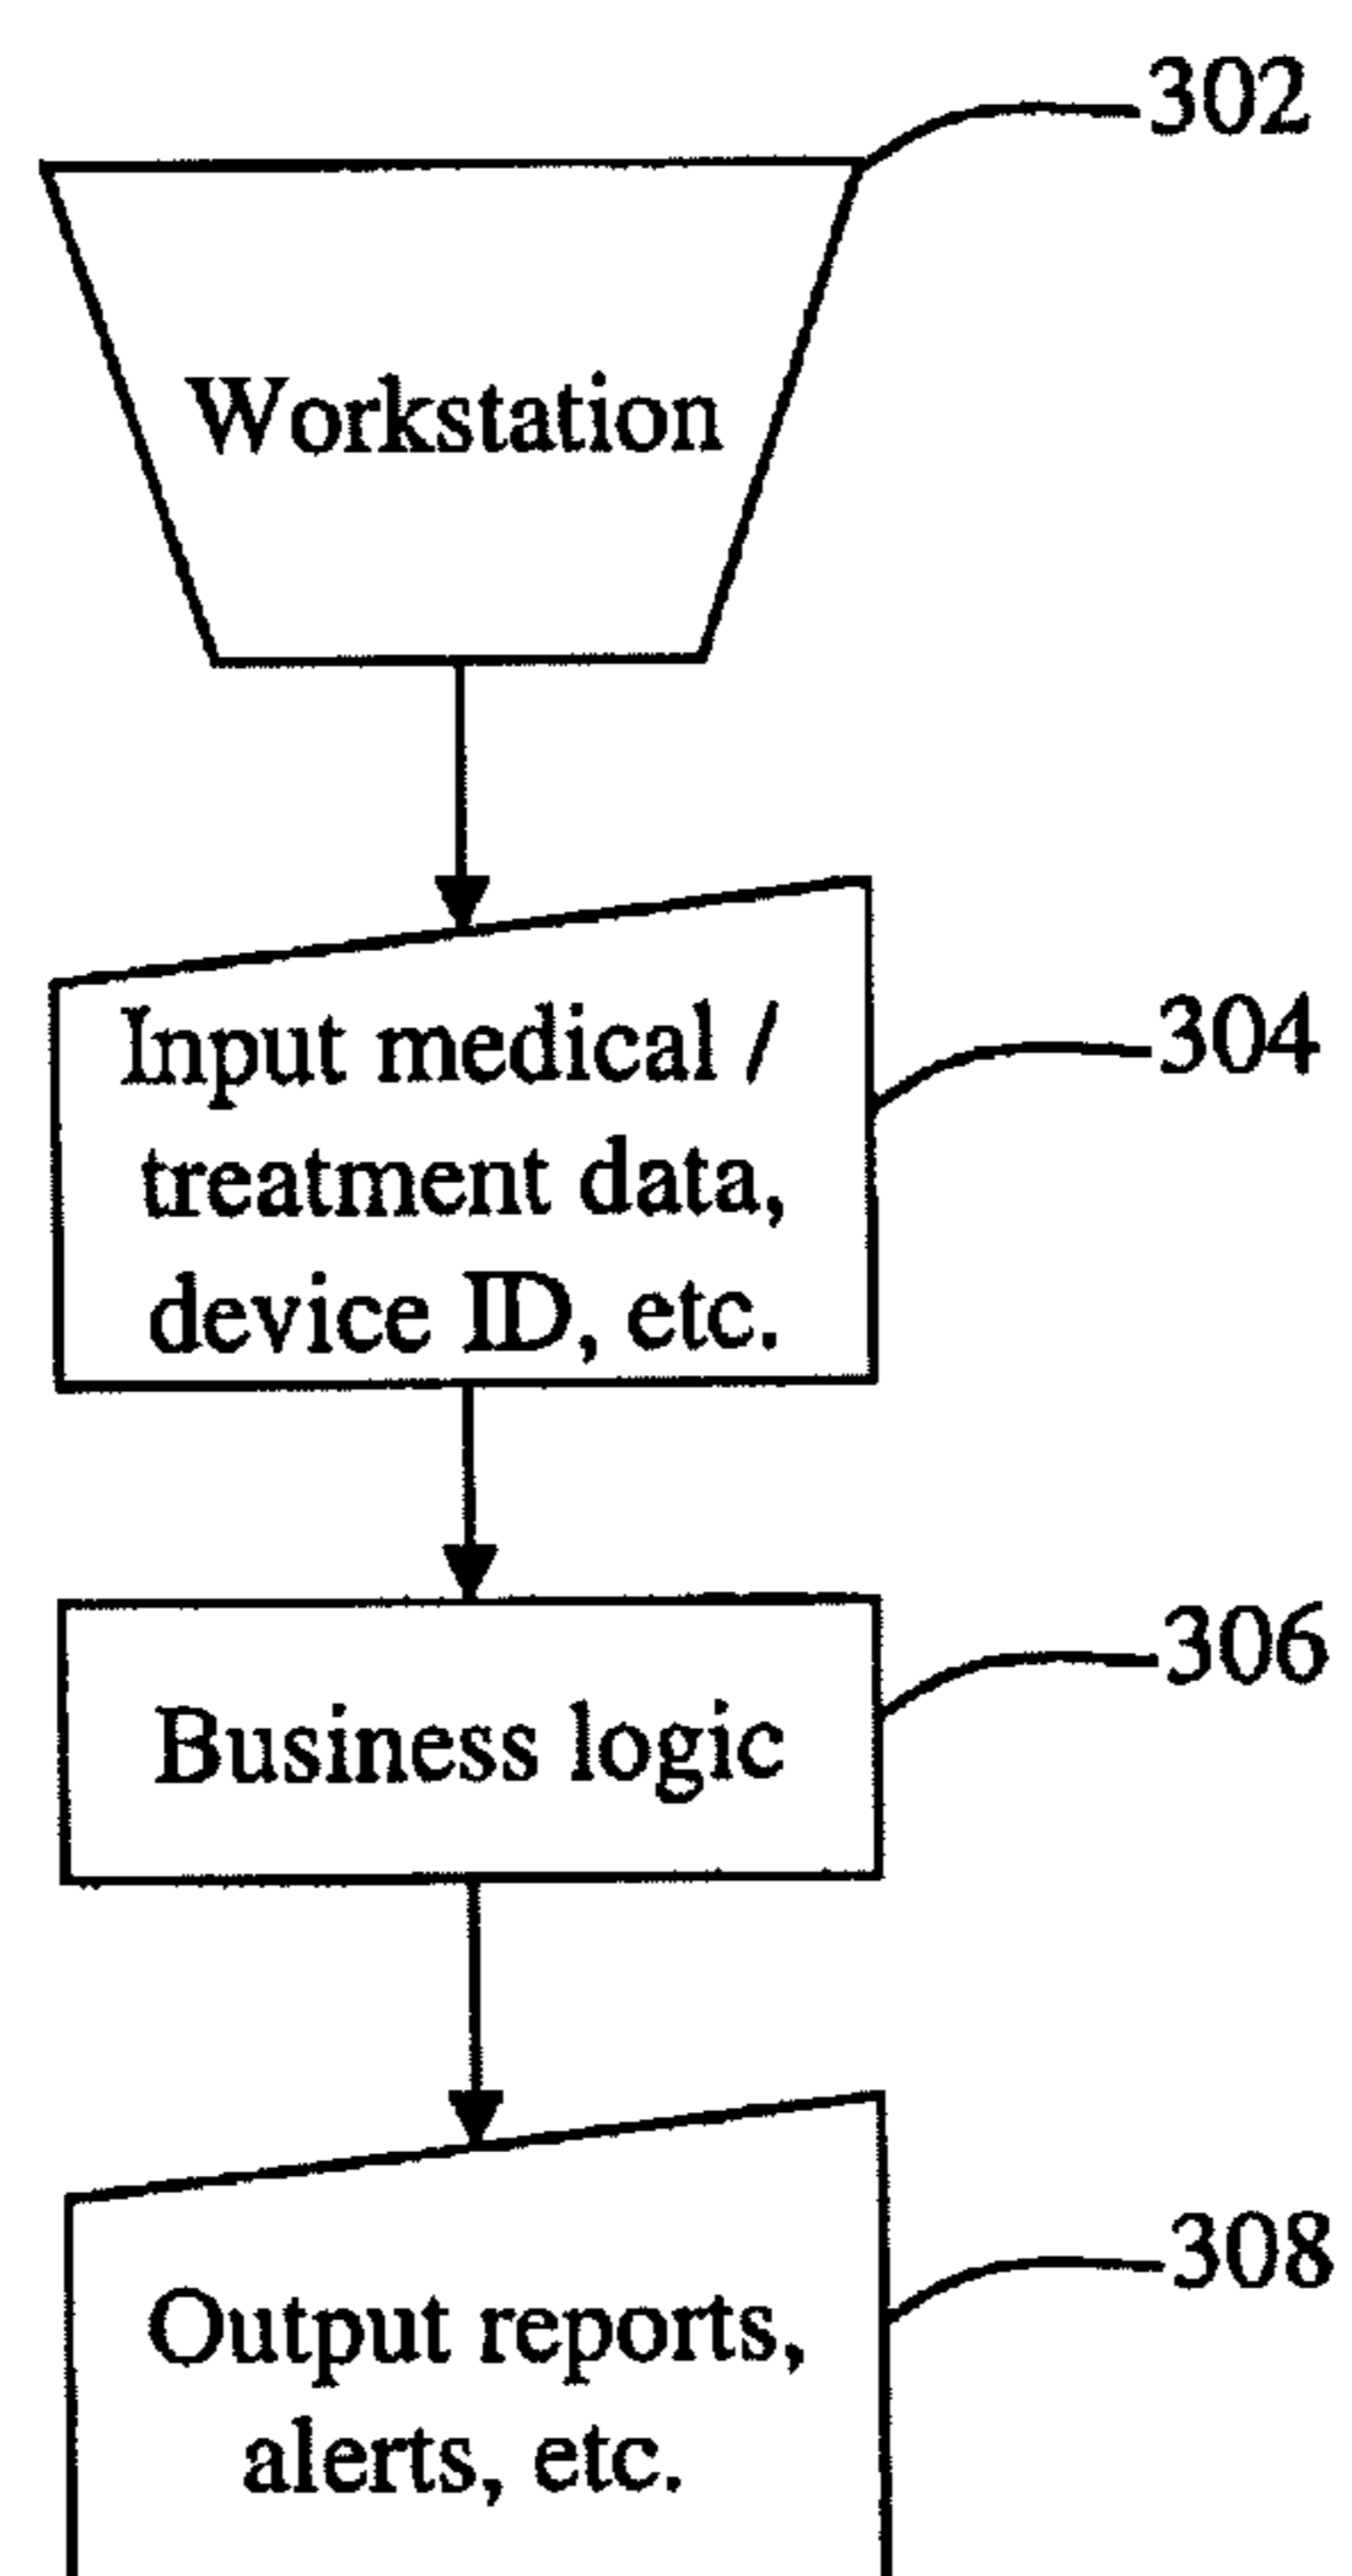 302
Workstation
Input medical /
treatment data,
device ID, etc.
304
Business logic
306
Output reports,
alerts, etc.
308